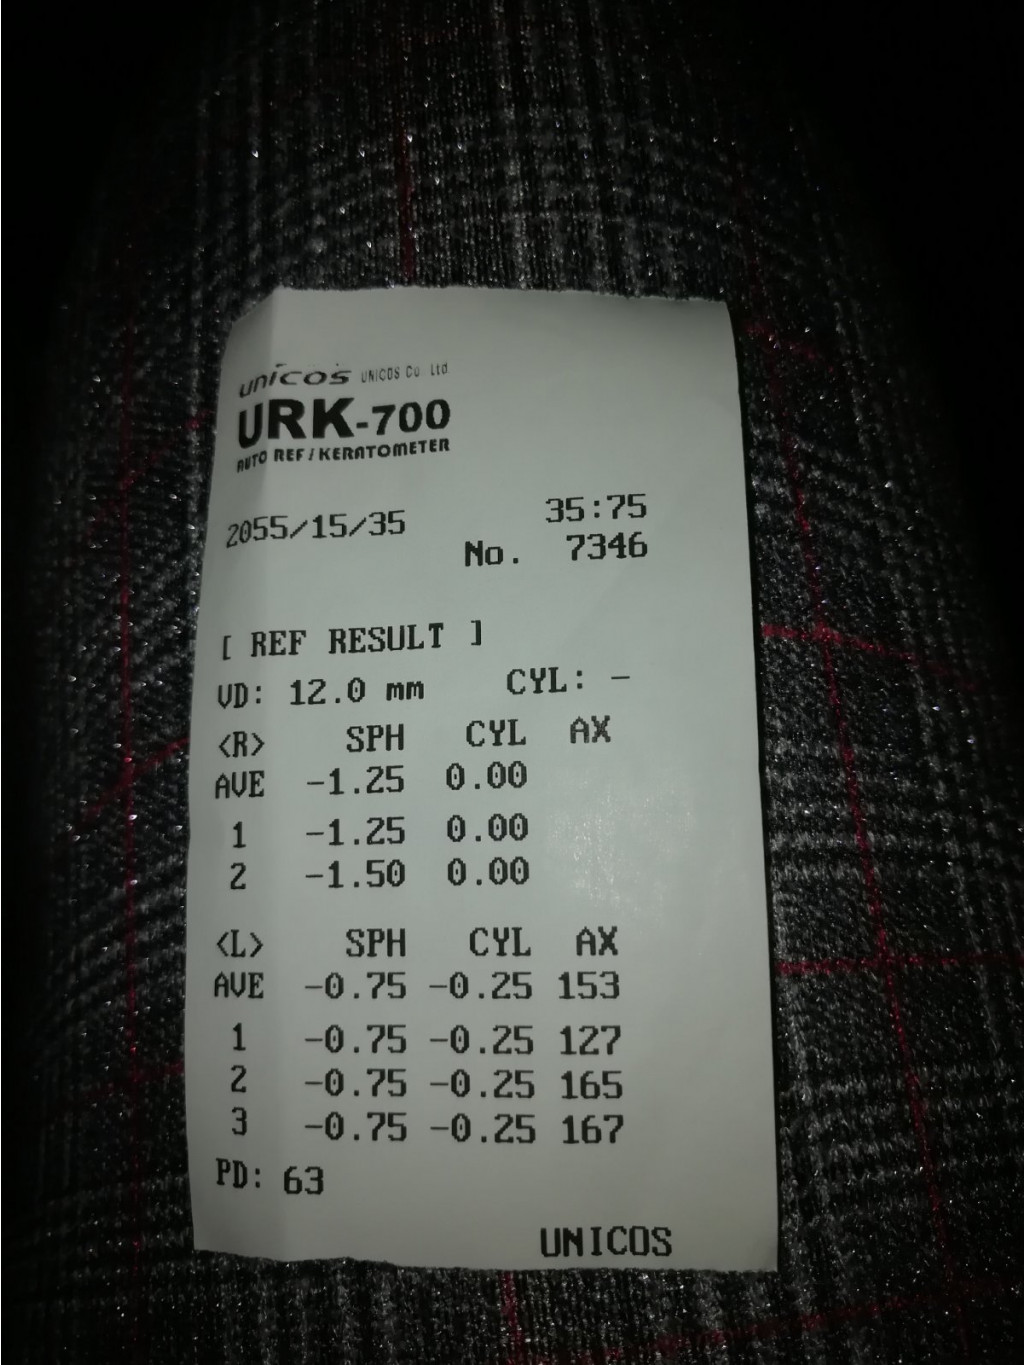 unicos UNICOS Co. Ltd
URK-700
AUTO REF/KERATOMETER
2055/15/35 35:75
No. 7346
[ REF RESULT ]
VD: 12.0 mm CYL: -
<R> SPH CYL AX
AVE -1.25 0.00
1 -1.25 0.00
2 -1.50 0.00
<L> SPH CYL AX
AVE -0.75 -0.25 153
1 -0.75 -0.25 127
2 -0.75 -0.25 165
3 -0.75 -0.25 167
PD: 63
UNICOS